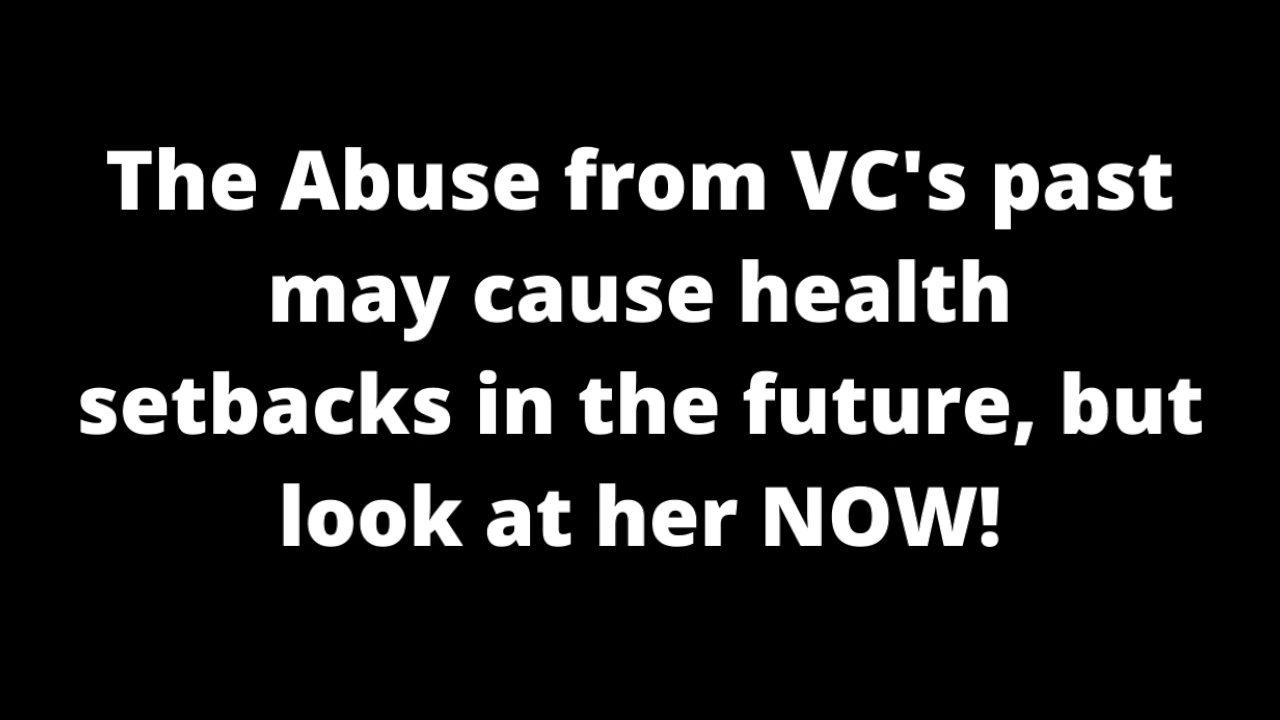 The Abuse from VC's past
may cause health
setbacks in the future, but
look at her NOW!